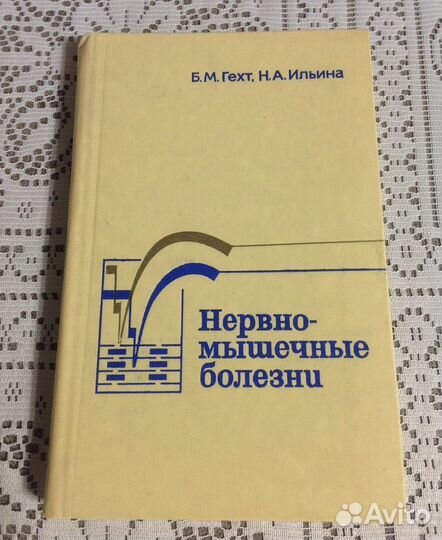 Б. М. Гехт, Н. А. Ильина
Нервно-
мышечные
болезни
Avito